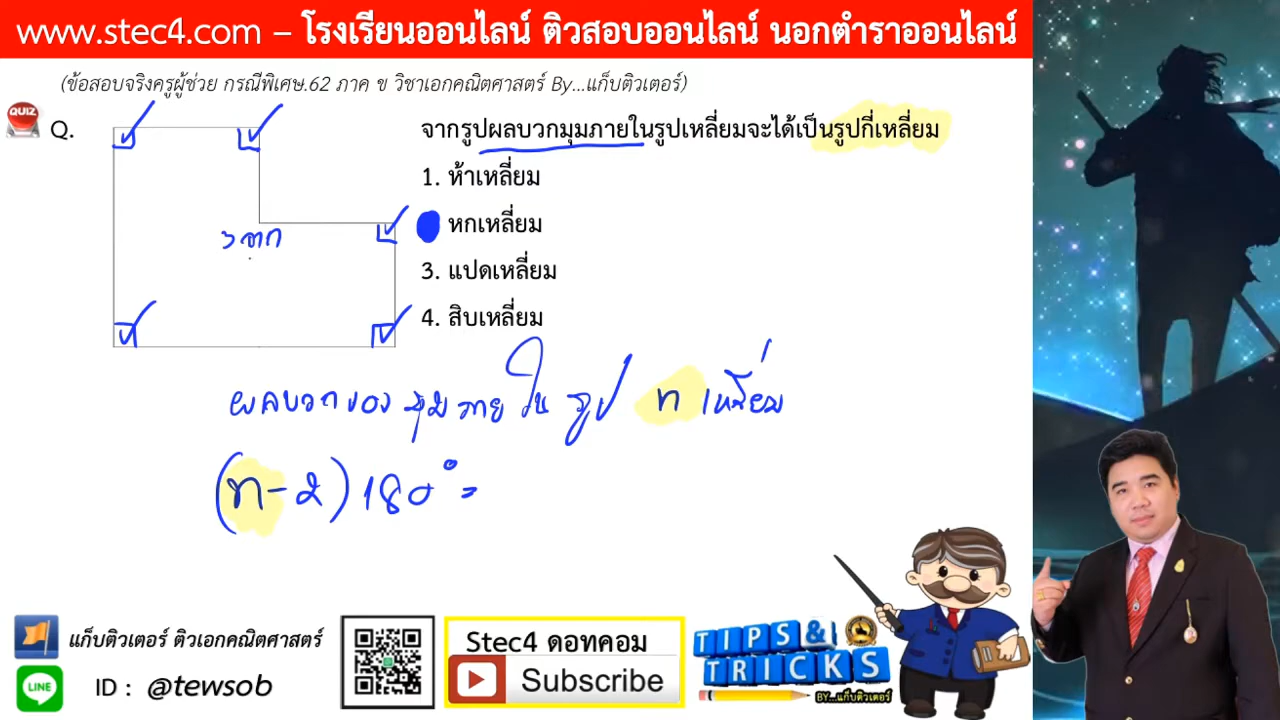 www.stec4.com – โรงเรียนออนไลน์ ติวสอบออนไลน์ นอกตำราออนไลน์
(ข้อสอบจริงครูผู้ช่วย กรณีพิเศษ.62 ภาค ข วิชาเอกคณิตศาสตร์ By...แก็บติวเตอร์)
QUIZ
Q.
จากรูปผลบวกมุมภายในรูปเหลี่ยมจะได้เป็นรูปกี่เหลี่ยม
1. ห้าเหลี่ยม
หกเหลี่ยม
3. แปดเหลี่ยม
4. สิบเหลี่ยม
ผลบวกของ มุม ภาย ใน รูป n เหลี่ยม
(n-2)180° =
แก็บติวเตอร์ ติวเอกคณิตศาสตร์
LINE
ID : @tewsob
Stec4 ดอทคอม
Subscribe
TIPS &
TRICKS
BY...แก็บติวเตอร์